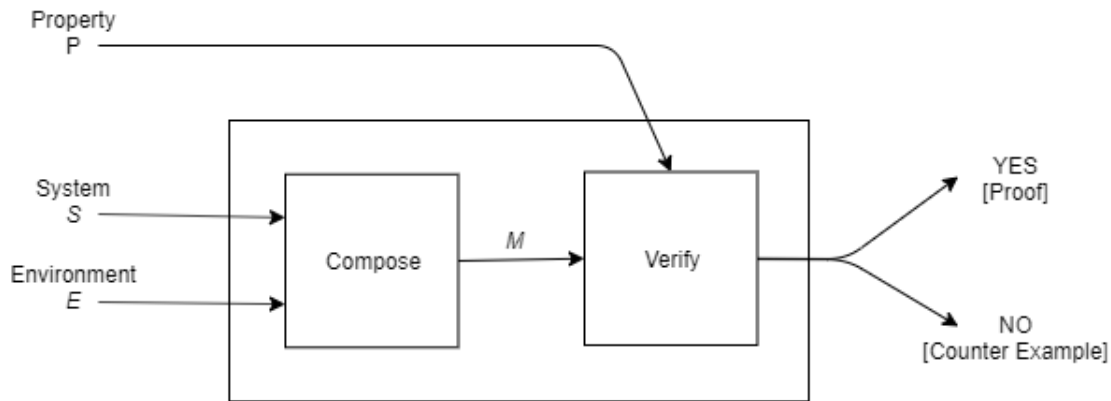 Property
P
System
S
Environment
E
Compose
M
Verify
YES
[Proof]
NO
[Counter Example]